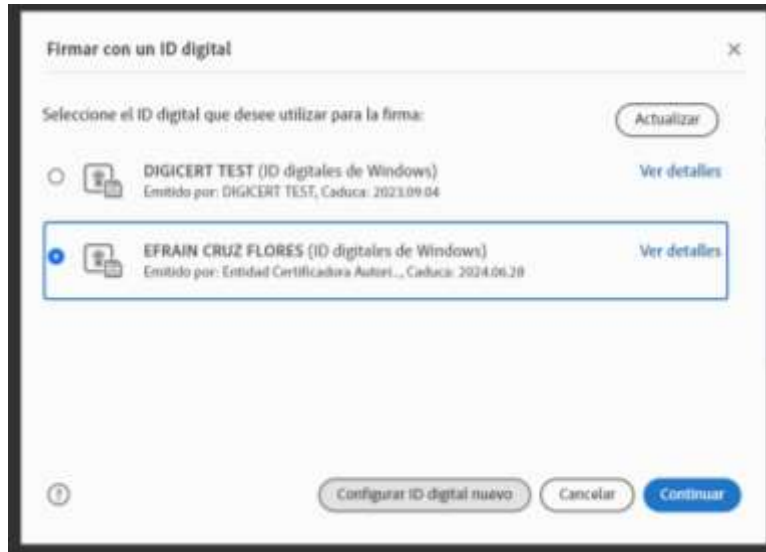 Firmar con un ID digital
Seleccione el ID digital que desee utilizar para la firma:
Actualizar
DIGICERT TEST (ID digitales de Windows)
Ver detalles
Emitido por: DIGICERT TEST, Caduca: 2023.09.04
EFRAIN CRUZ FLORES (ID digitales de Windows)
Ver detalles
Emitido por: Entidad Certificadora Autori..., Caduca: 2024.06.28
Configurar ID digital nuevo
Cancelar
Continuar